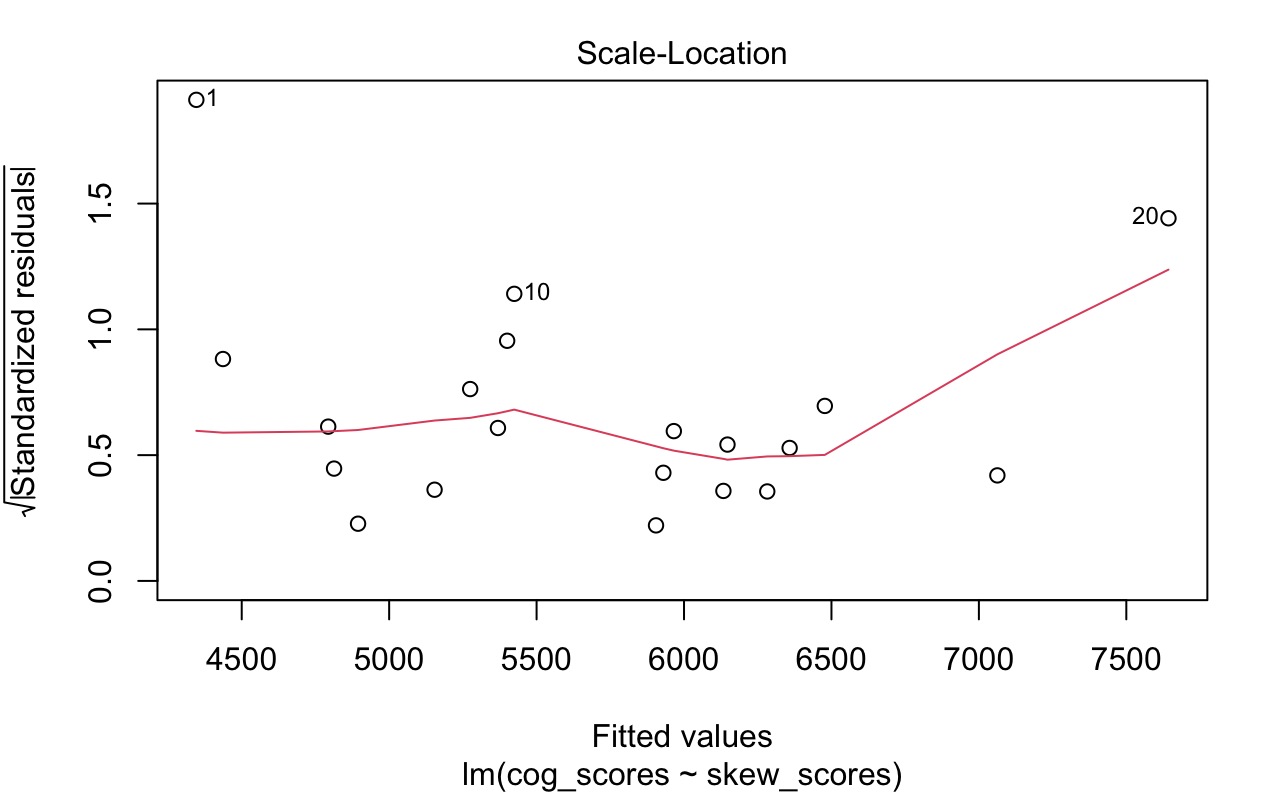 Scale-Location
1
20
10
√|Standardized residuals|
1.5
1.0
0.5
0.0
4500 5000 5500 6000 6500 7000 7500
Fitted values
lm(cog_scores ~ skew_scores)